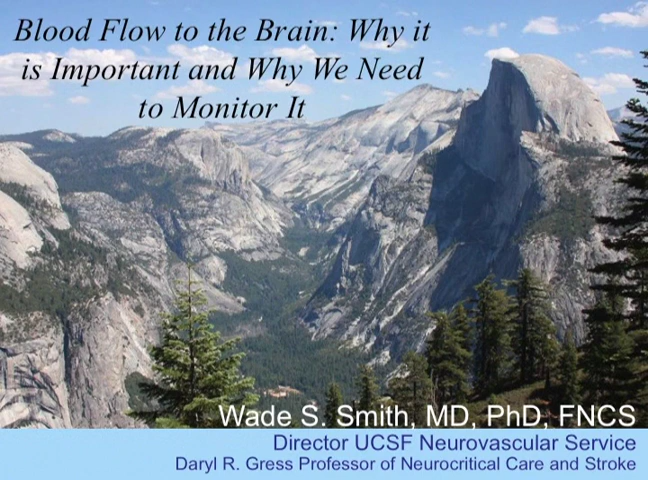 Blood Flow to the Brain: Why it
is Important and Why We Need
to Monitor It
Wade S. Smith, MD, PhD, FNCS
Director UCSF Neurovascular Service
Daryl R. Gress Professor of Neurocritical Care and Stroke